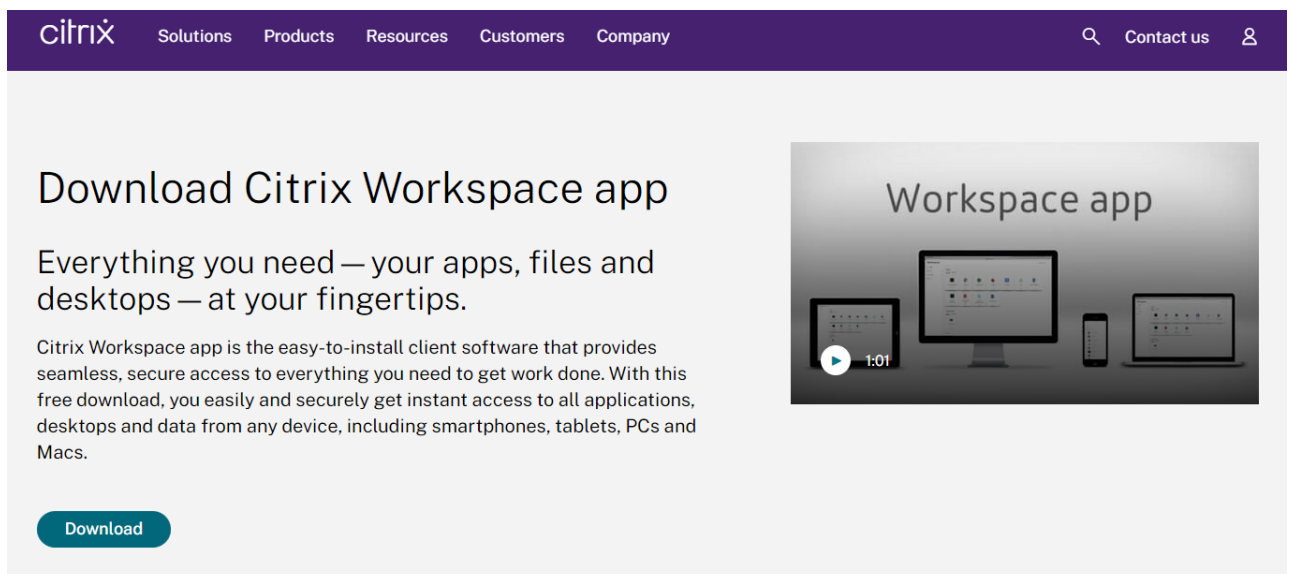 citrix
Solutions
Products
Resources
Customers
Company
Contact us
Download Citrix Workspace app
Everything you need — your apps, files and
desktops — at your fingertips.
Citrix Workspace app is the easy-to-install client software that provides
seamless, secure access to everything you need to get work done. With this
free download, you easily and securely get instant access to all applications,
desktops and data from any device, including smartphones, tablets, PCs and
Macs.
Download
Workspace app
1:01